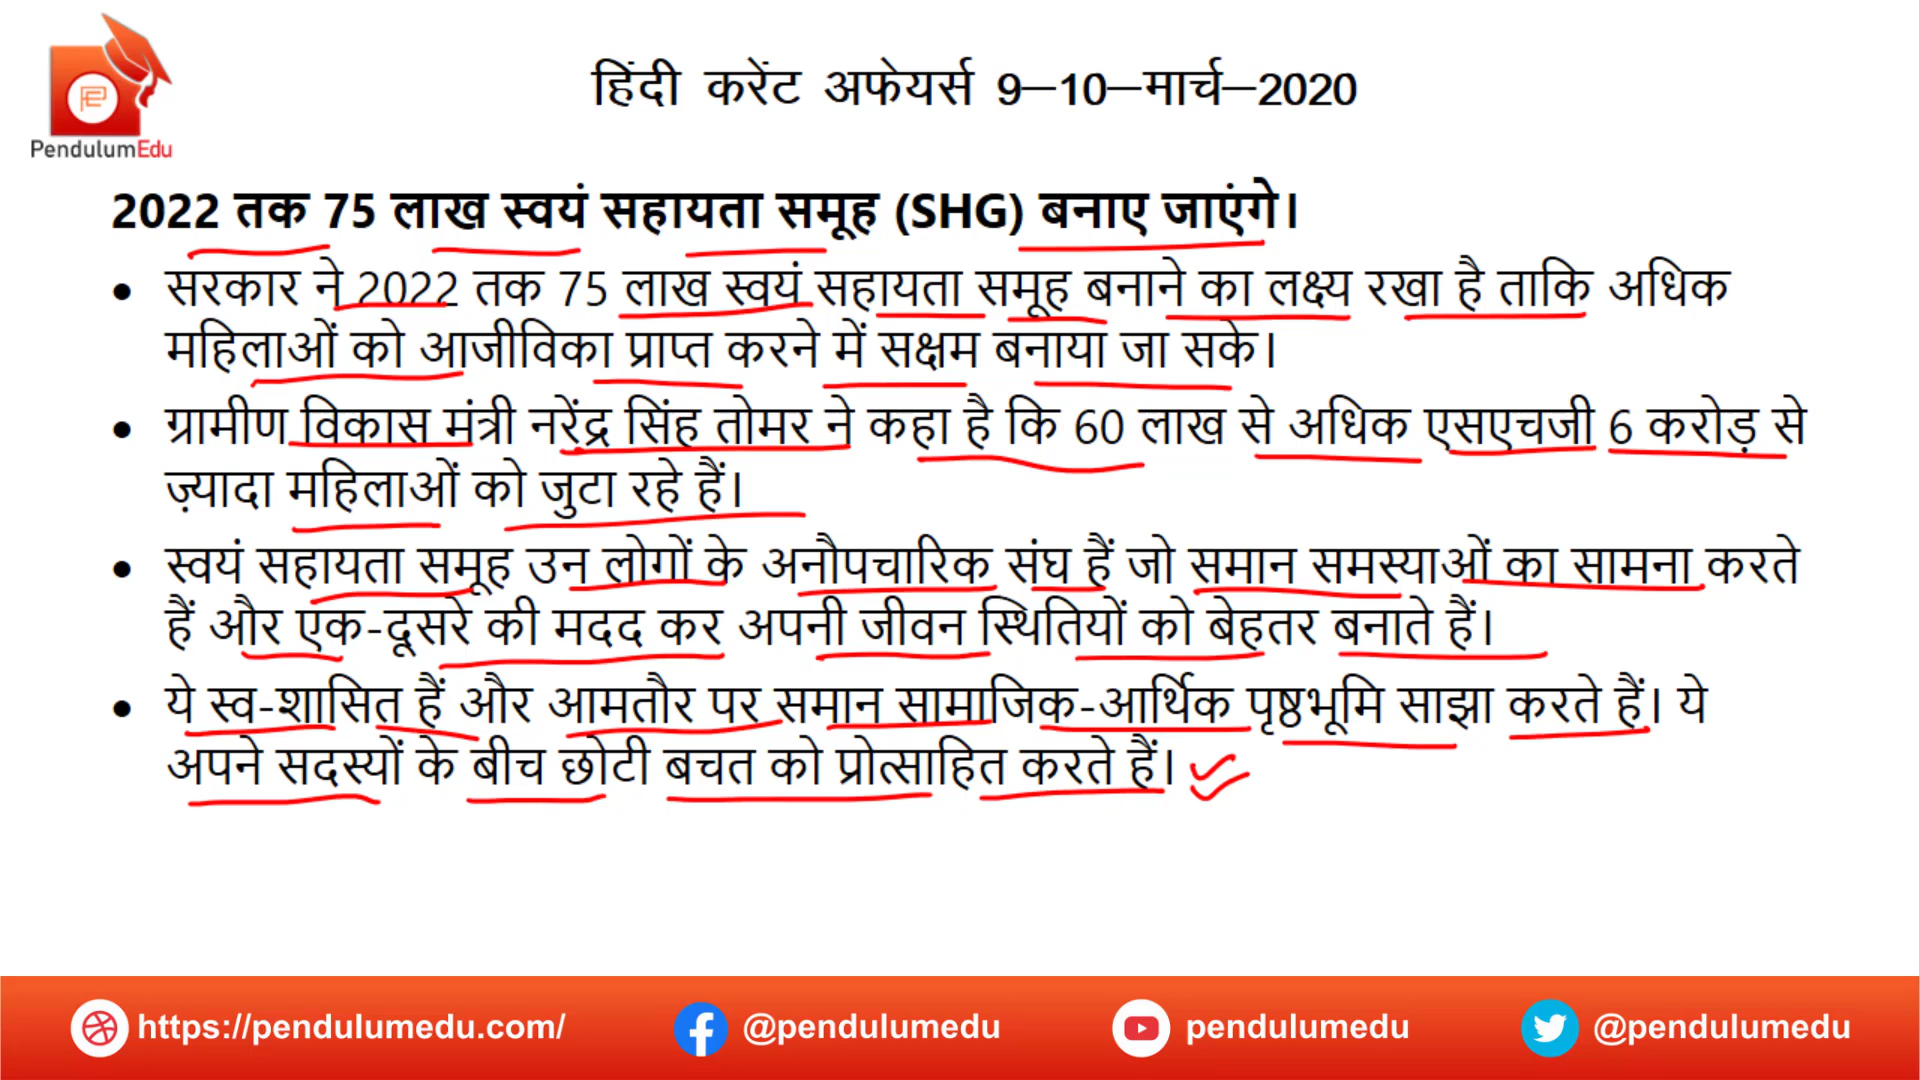 PendulumEdu
हिंदी करेंट अफेयर्स 9–10–मार्च–2020
2022 तक 75 लाख स्वयं सहायता समूह (SHG) बनाए जाएंगे।
• सरकार ने 2022 तक 75 लाख स्वयं सहायता समूह बनाने का लक्ष्य रखा है ताकि अधिक
महिलाओं को आजीविका प्राप्त करने में सक्षम बनाया जा सके।
• ग्रामीण विकास मंत्री नरेंद्र सिंह तोमर ने कहा है कि 60 लाख से अधिक एसएचजी 6 करोड़ से
ज़्यादा महिलाओं को जुटा रहे हैं।
• स्वयं सहायता समूह उन लोगों के अनौपचारिक संघ हैं जो समान समस्याओं का सामना करते
हैं और एक-दूसरे की मदद कर अपनी जीवन स्थितियों को बेहतर बनाते हैं।
• ये स्व-शासित हैं और आमतौर पर समान सामाजिक-आर्थिक पृष्ठभूमि साझा करते हैं। ये
अपने सदस्यों के बीच छोटी बचत को प्रोत्साहित करते हैं।
https://pendulumedu.com/ @pendulumedu pendulumedu @pendulumedu